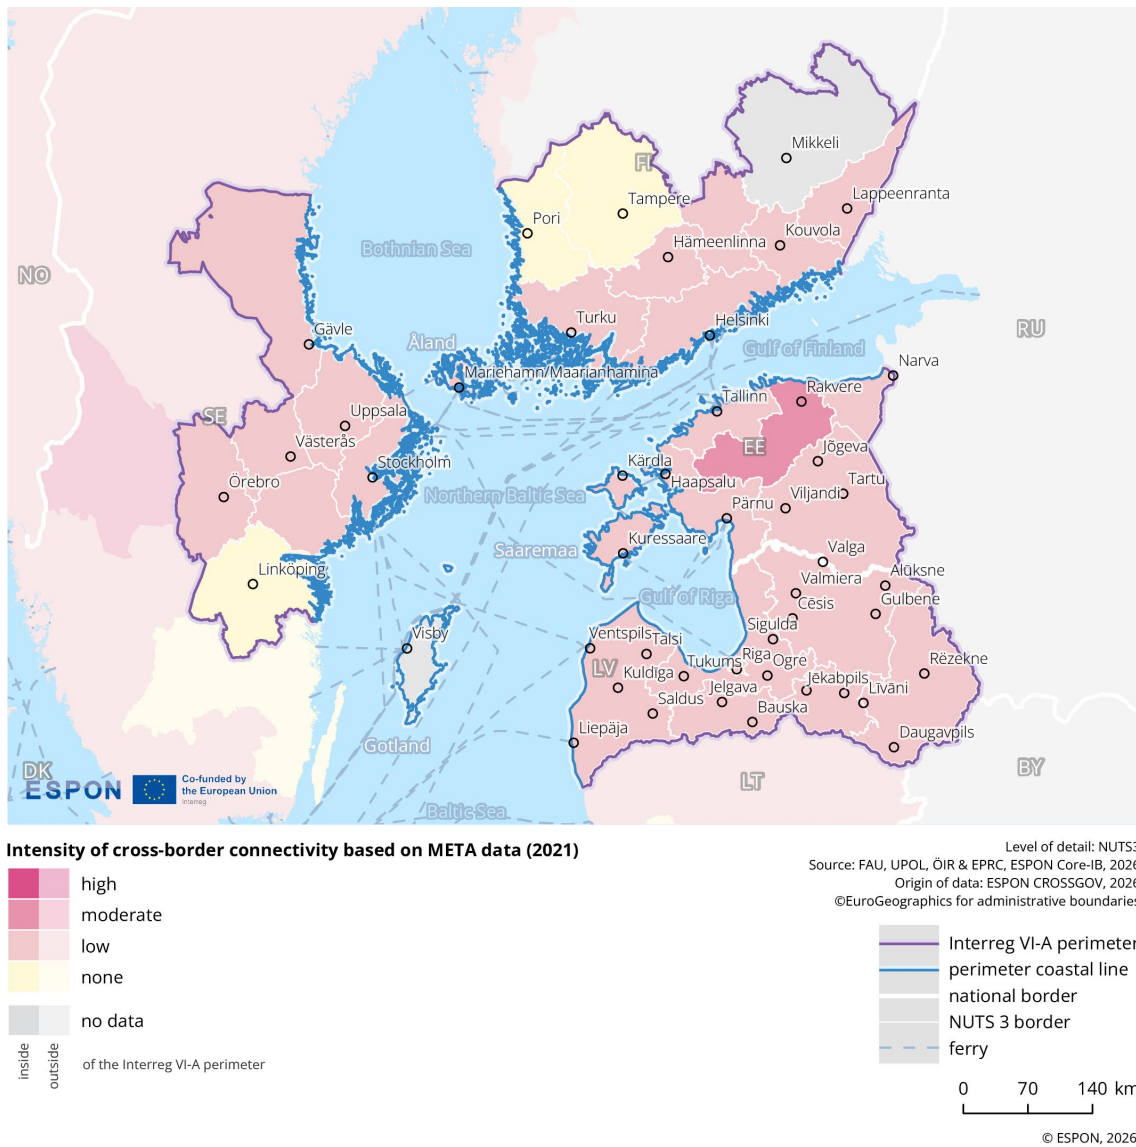 Mikkeli
FI
Lappeenranta
Tampere
Pori
Kouvola
Hämeenlinna
Bothnian Sea
NO
Turku
Helsinki
Gävle
RU
Åland
Gulf of Finland
Narva
Mariehamn/Maarianhamina
Rakvere
Tallinn
SE
Uppsala
Västerås
EE
Jõgeva
Stockholm
Kärdla
Örebro
Haapsalu
Tartu
Viljandi
Northern Baltic Sea
Pärnu
Kuressaare
Saaremaa
Valga
Linköping
Alūksne
Valmiera
Gulf of Riga
Cēsis
Gulbene
Sigulda
Visby
Ventspils
Talsi
Riga
Ogre
Rēzekne
LV
Tukums
Kuldīga
Jēkabpils
Līvāni
Jelgava
Saldus
Bauska
Liepāja
Daugavpils
Gotland
DK
LT
BY
Baltic Sea
ESPON
Co-funded by
the European Union
Interreg
Intensity of cross-border connectivity based on META data (2021)
high
moderate
low
none
no data
inside
outside
of the Interreg VI-A perimeter
Level of detail: NUTS3
Source: FAU, UPOL, ÖIR & EPRC, ESPON Core-IB, 2026
Origin of data: ESPON CROSSGOV, 2026
©EuroGeographics for administrative boundaries
Interreg VI-A perimeter
perimeter coastal line
national border
NUTS 3 border
ferry
0 70 140 km
© ESPON, 2026